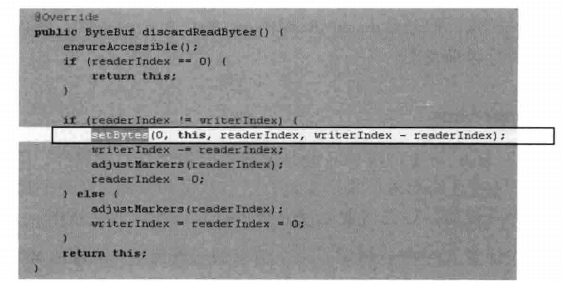 @Override
public ByteBuf discardReadBytes() {
ensureAccessible();
if (readerIndex == 0) {
return this;
}
if (readerIndex != writerIndex) {
setBytes(0, this, readerIndex, writerIndex - readerIndex);
writerIndex -= readerIndex;
adjustMarkers(readerIndex);
readerIndex = 0;
} else {
adjustMarkers(readerIndex);
writerIndex = readerIndex = 0;
}
return this;
}